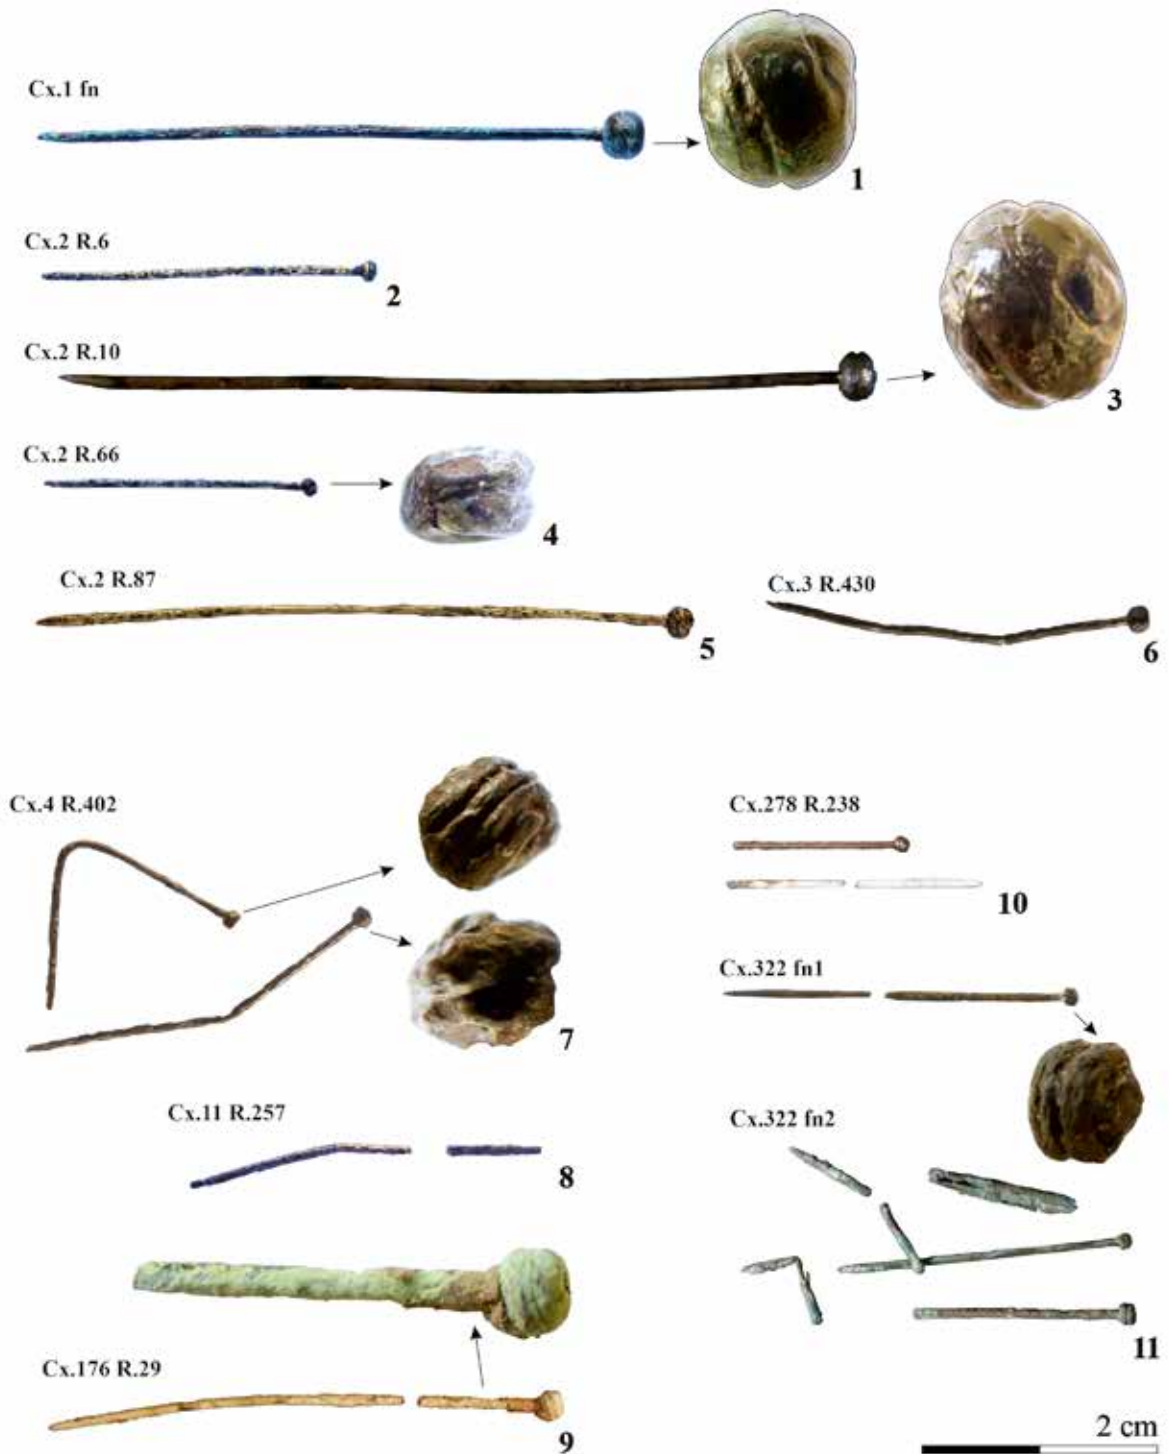 Cx.1 fn
1
Cx.2 R.6
2
Cx.2 R.10
3
Cx.2 R.66
4
Cx.2 R.87
5
Cx.3 R.430
6
Cx.4 R.402
7
Cx.278 R.238
10
Cx.322 fn1
Cx.11 R.257
8
Cx.322 fn2
11
Cx.176 R.29
9
2 cm